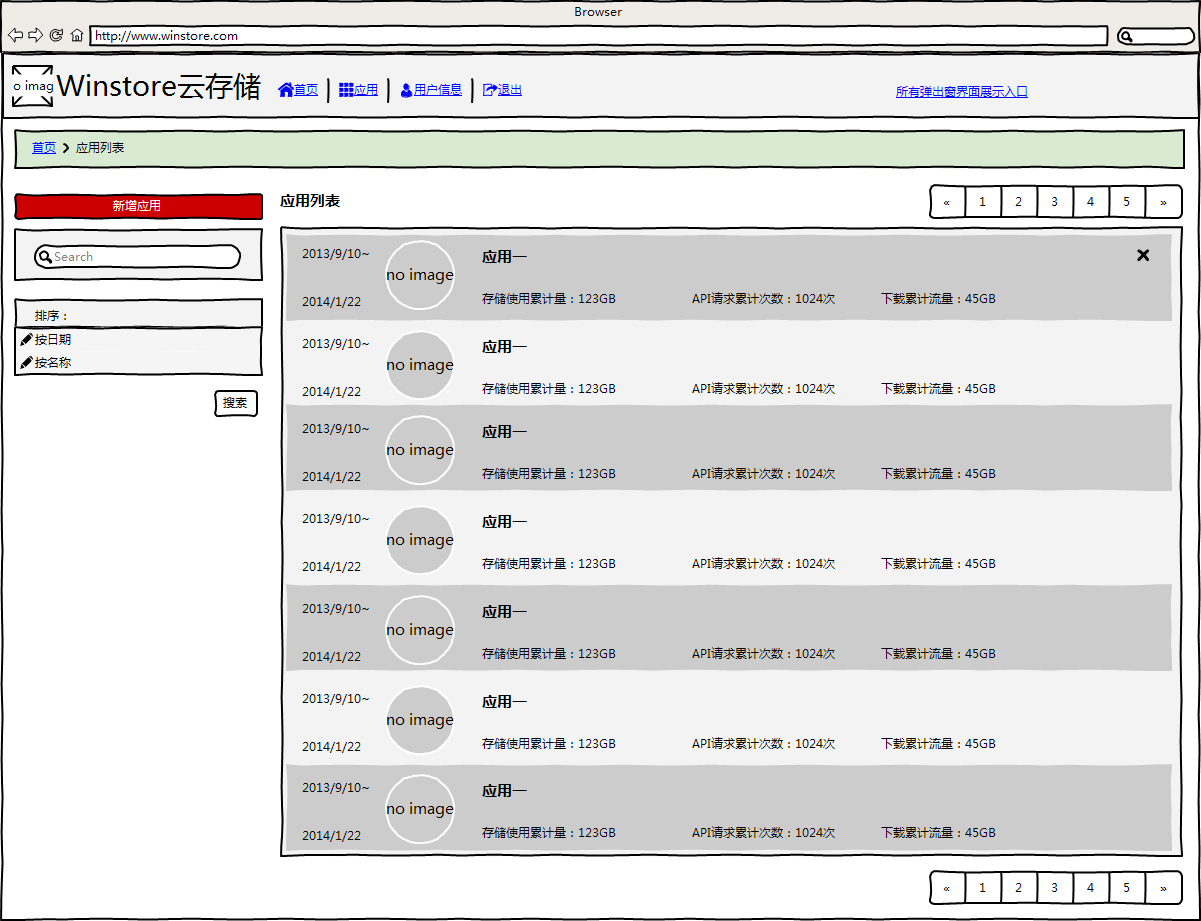 Browser
http://www.winstore.com
o imag Winstore云存储 首页 应用 用户信息 退出 所有弹出窗界面展示入口
首页 应用列表
新增应用
Search
排序：
按日期
按名称
搜索
应用列表
« 1 2 3 4 5 »
2013/9/10~ no image 应用一
2014/1/22 存储使用累计量：123GB API请求累计次数：1024次 下载累计流量：45GB
2013/9/10~ no image 应用一
2014/1/22 存储使用累计量：123GB API请求累计次数：1024次 下载累计流量：45GB
2013/9/10~ no image 应用一
2014/1/22 存储使用累计量：123GB API请求累计次数：1024次 下载累计流量：45GB
2013/9/10~ no image 应用一
2014/1/22 存储使用累计量：123GB API请求累计次数：1024次 下载累计流量：45GB
2013/9/10~ no image 应用一
2014/1/22 存储使用累计量：123GB API请求累计次数：1024次 下载累计流量：45GB
2013/9/10~ no image 应用一
2014/1/22 存储使用累计量：123GB API请求累计次数：1024次 下载累计流量：45GB
2013/9/10~ no image 应用一
2014/1/22 存储使用累计量：123GB API请求累计次数：1024次 下载累计流量：45GB
« 1 2 3 4 5 »